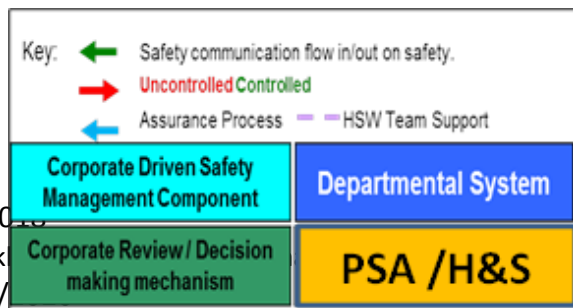 Key: Safety communication flow in/out on safety.
Uncontrolled Controlled
Assurance Process HSW Team Support
Corporate Driven Safety
Management Component
Departmental System
Corporate Review / Decision
making mechanism
PSA /H&S